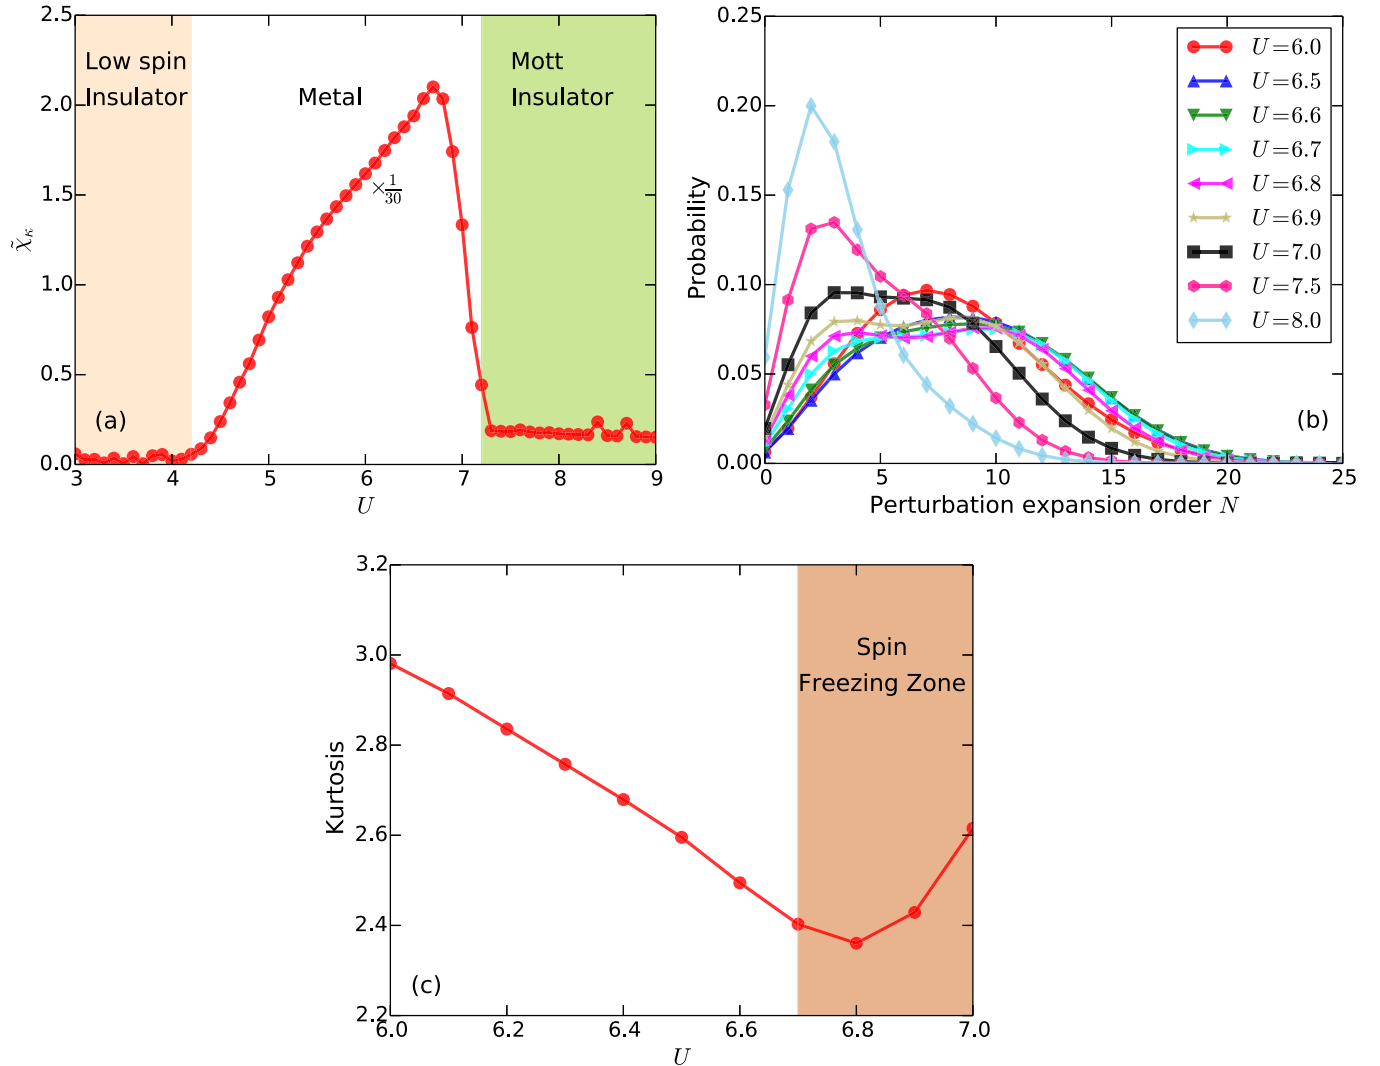 2.5
2.0
1.5
1.0
0.5
0.0
χ̃κ
Low spin
Insulator
Metal
Mott
Insulator
×1/30
(a)
3 4 5 6 7 8 9
U
0.25
0.20
0.15
0.10
0.05
0.00
Probability
U=6.0
U=6.5
U=6.6
U=6.7
U=6.8
U=6.9
U=7.0
U=7.5
U=8.0
(b)
0 5 10 15 20 25
Perturbation expansion order N
3.2
3.0
2.8
2.6
2.4
2.2
Kurtosis
Spin
Freezing Zone
(c)
6.0 6.2 6.4 6.6 6.8 7.0
U